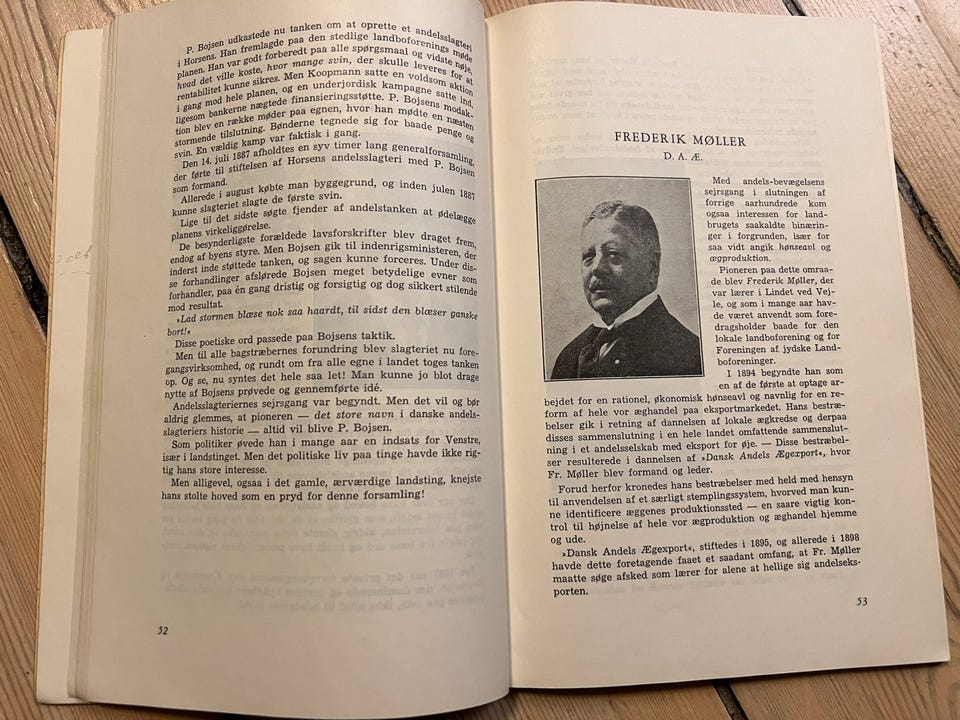 P. Bojsen udkastede nu tanken om at oprette et andelsslagteri
i Horsens. Han fremlagde paa den stedlige landboforenings møde
planen. Han var godt forberedt paa alle spørgsmaal og vidste nøje,
hvad det ville koste, hvor mange svin, der skulle leveres for at
rentabilitet kunne sikres. Men Koopmann satte en voldsom aktion
i gang mod hele planen, og en underjordisk kampagne satte ind,
ligesom bankerne nægtede finansieringsstøtte. P. Bojsens modak-
tion blev en række møder paa egnen, hvor han mødte en næsten
stormende tilslutning. Bønderne tegnede sig for baade penge og
svin. En vældig kamp var faktisk i gang.
Den 14. juli 1887 afholdtes en syv timer lang generalforsamling,
der førte til stiftelsen af Horsens andelsslagteri med P. Bojsen
som formand.
Allerede i august købte man byggegrund, og inden julen 1887
kunne slagteriet slagte de første svin.
Lige til det sidste søgte fjender af andelstanken at ødelægge
planens virkeliggørelse.
De besynderligste forældede lavsforskrifter blev draget frem,
endog af byens styre. Men Bojsen gik til indenrigsministeren, der
inderst inde støttede tanken, og sagen kunne forceres. Under dis-
se forhandlinger afslørede Bojsen meget betydelige evner som
forhandler, paa én gang dristig og forsigtig og dog sikkert stilende
mod resultat.
»Lad stormen blæse nok saa haardt, til sidst den blæser ganske
bort!«
Disse poetiske ord passede paa Bojsens taktik.
Men til alle bagstræbernes forundring blev slagteriet nu fore-
gangsvirksomhed, og rundt om fra alle egne i landet toges tanken
op. Og se, nu syntes det hele saa let! Man kunne jo blot drage
nytte af Bojsens prøvede og gennemførte idé.
Andelsslagteriernes sejrsgang var begyndt. Men det vil og bør
aldrig glemmes, at pioneren — det store navn i danske andels-
slagteriers historie — altid vil blive P. Bojsen.
Som politiker øvede han i mange aar en indsats for Venstre,
især i landstinget. Men det politiske liv paa tinge havde ikke rig-
tig hans store interesse.
Men alligevel, ogsaa i det gamle, ærværdige landsting, knejste
hans stolte hoved som en pryd for denne forsamling!
52
FREDERIK MØLLER
D. A. Æ.
Med andels-bevægelsens
sejrsgang i slutningen af
forrige aarhundrede kom
ogsaa interessen for land-
brugets saakaldte binærin-
ger i forgrunden, især for
saa vidt angik hønseavl og
ægproduktion.
Pioneren paa dette omraa-
de blev Frederik Møller, der
var lærer i Lindet ved Vej-
le, og som i mange aar hav-
de været anvendt som fore-
dragsholder baade for den
lokale landboforening og for
Foreningen af jydske Land-
boforeninger.
I 1894 begyndte han som
en af de første at optage ar-
bejdet for en rationel, økonomisk hønseavl og navnlig for en re-
form af hele vor æghandel paa eksportmarkedet. Hans bestræ-
belser gik i retning af dannelsen af lokale ægkredse og derpaa
disses sammenslutning i en hele landet omfattende sammenslut-
ning i et andelsselskab med eksport for øje. — Disse bestræbel-
ser resulterede i dannelsen af »Dansk Andels Ægexport«, hvor
Fr. Møller blev formand og leder.
Forud herfor kronedes hans bestræbelser med held med hensyn
til anvendelsen af et særligt stemplingssystem, hvorved man kun-
ne identificere æggenes produktionssted — en saare vigtig kon-
trol til højnelse af hele vor ægproduktion og æghandel hjemme
og ude.
»Dansk Andels Ægexport«, stiftedes i 1895, og allerede i 1898
havde dette foretagende faaet et saadant omfang, at Fr. Møller
maatte søge afsked som lærer for alene at hellige sig andelseks-
porten.
53